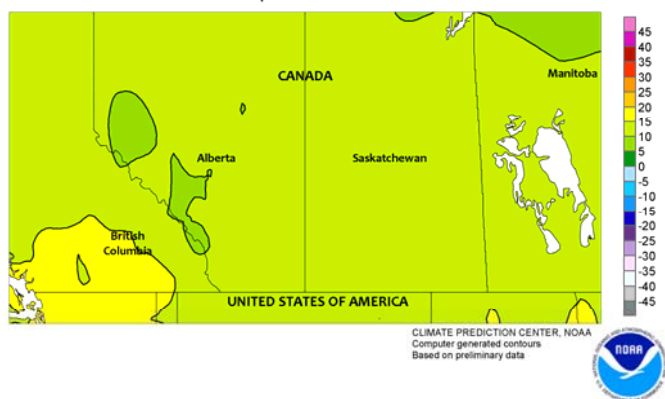 CANADA
Manitoba
Alberta
Saskatchewan
British
Columbia
UNITED STATES OF AMERICA
45
40
35
30
25
20
15
10
5
0
-5
-10
-15
-20
-25
-30
-35
-40
-45
CLIMATE PREDICTION CENTER, NOAA
Computer generated contours
Based on preliminary data
NOAA